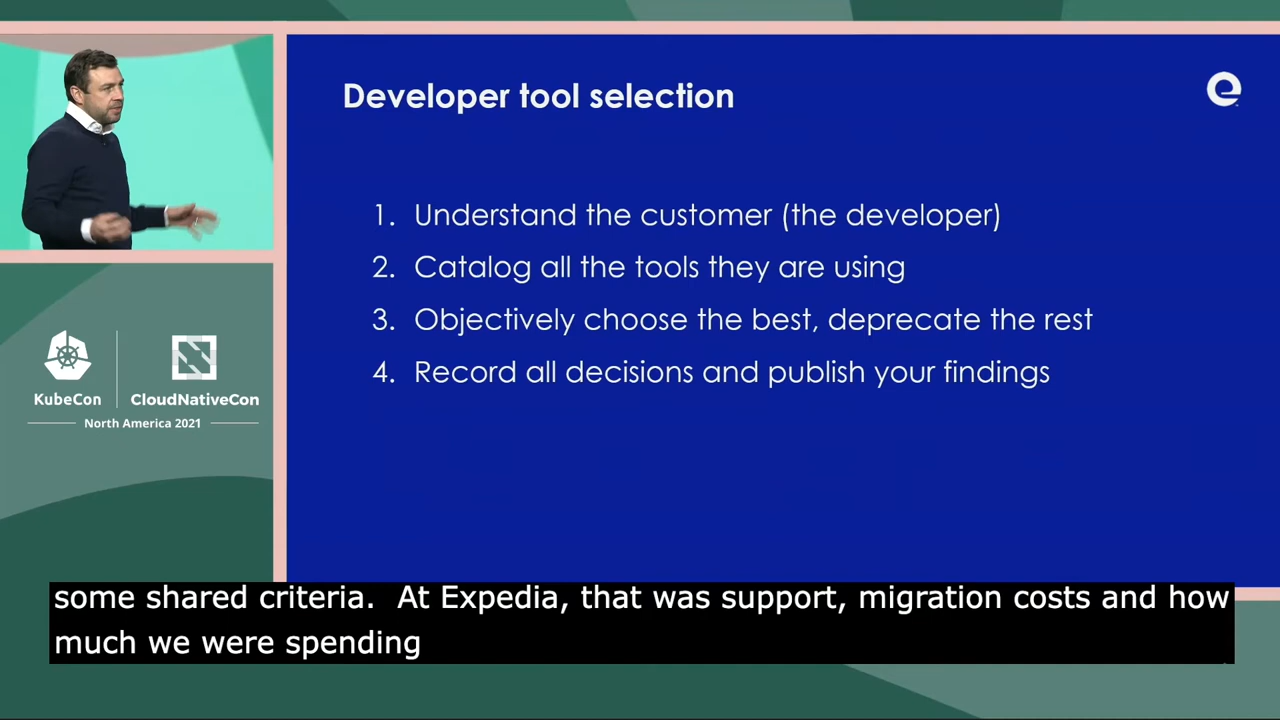 Developer tool selection
1. Understand the customer (the developer)
2. Catalog all the tools they are using
3. Objectively choose the best, deprecate the rest
4. Record all decisions and publish your findings
KubeCon
CloudNativeCon
North America 2021
some shared criteria.  At Expedia, that was support, migration costs and how
much we were spending